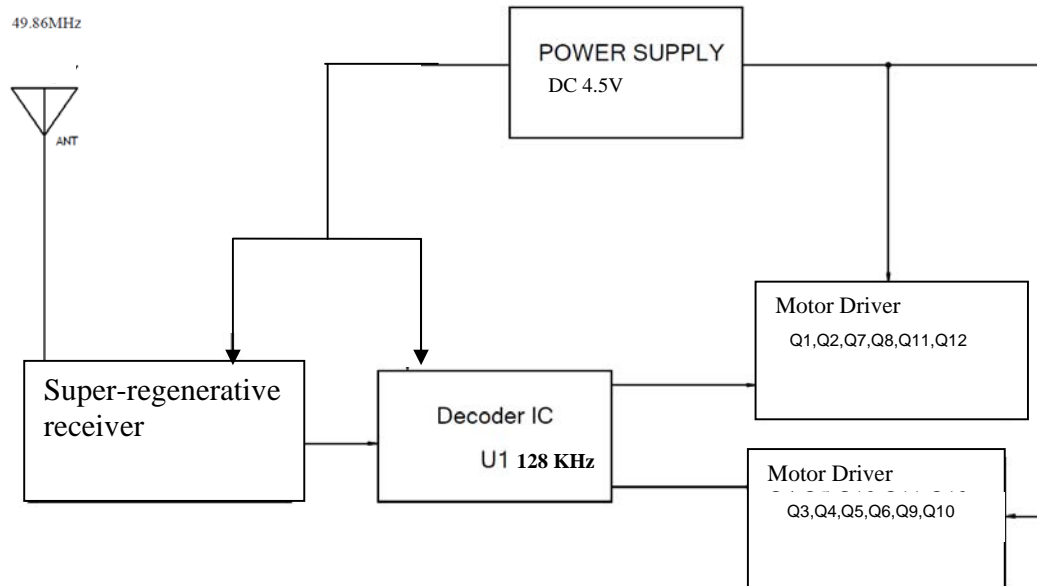 49.86MHz
ANT
POWER SUPPLY
DC 4.5V
Motor Driver
Q1,Q2,Q7,Q8,Q11,Q12
Super-regenerative
receiver
Decoder IC
U1 128 KHz
Motor Driver
Q3,Q4,Q5,Q6,Q9,Q10